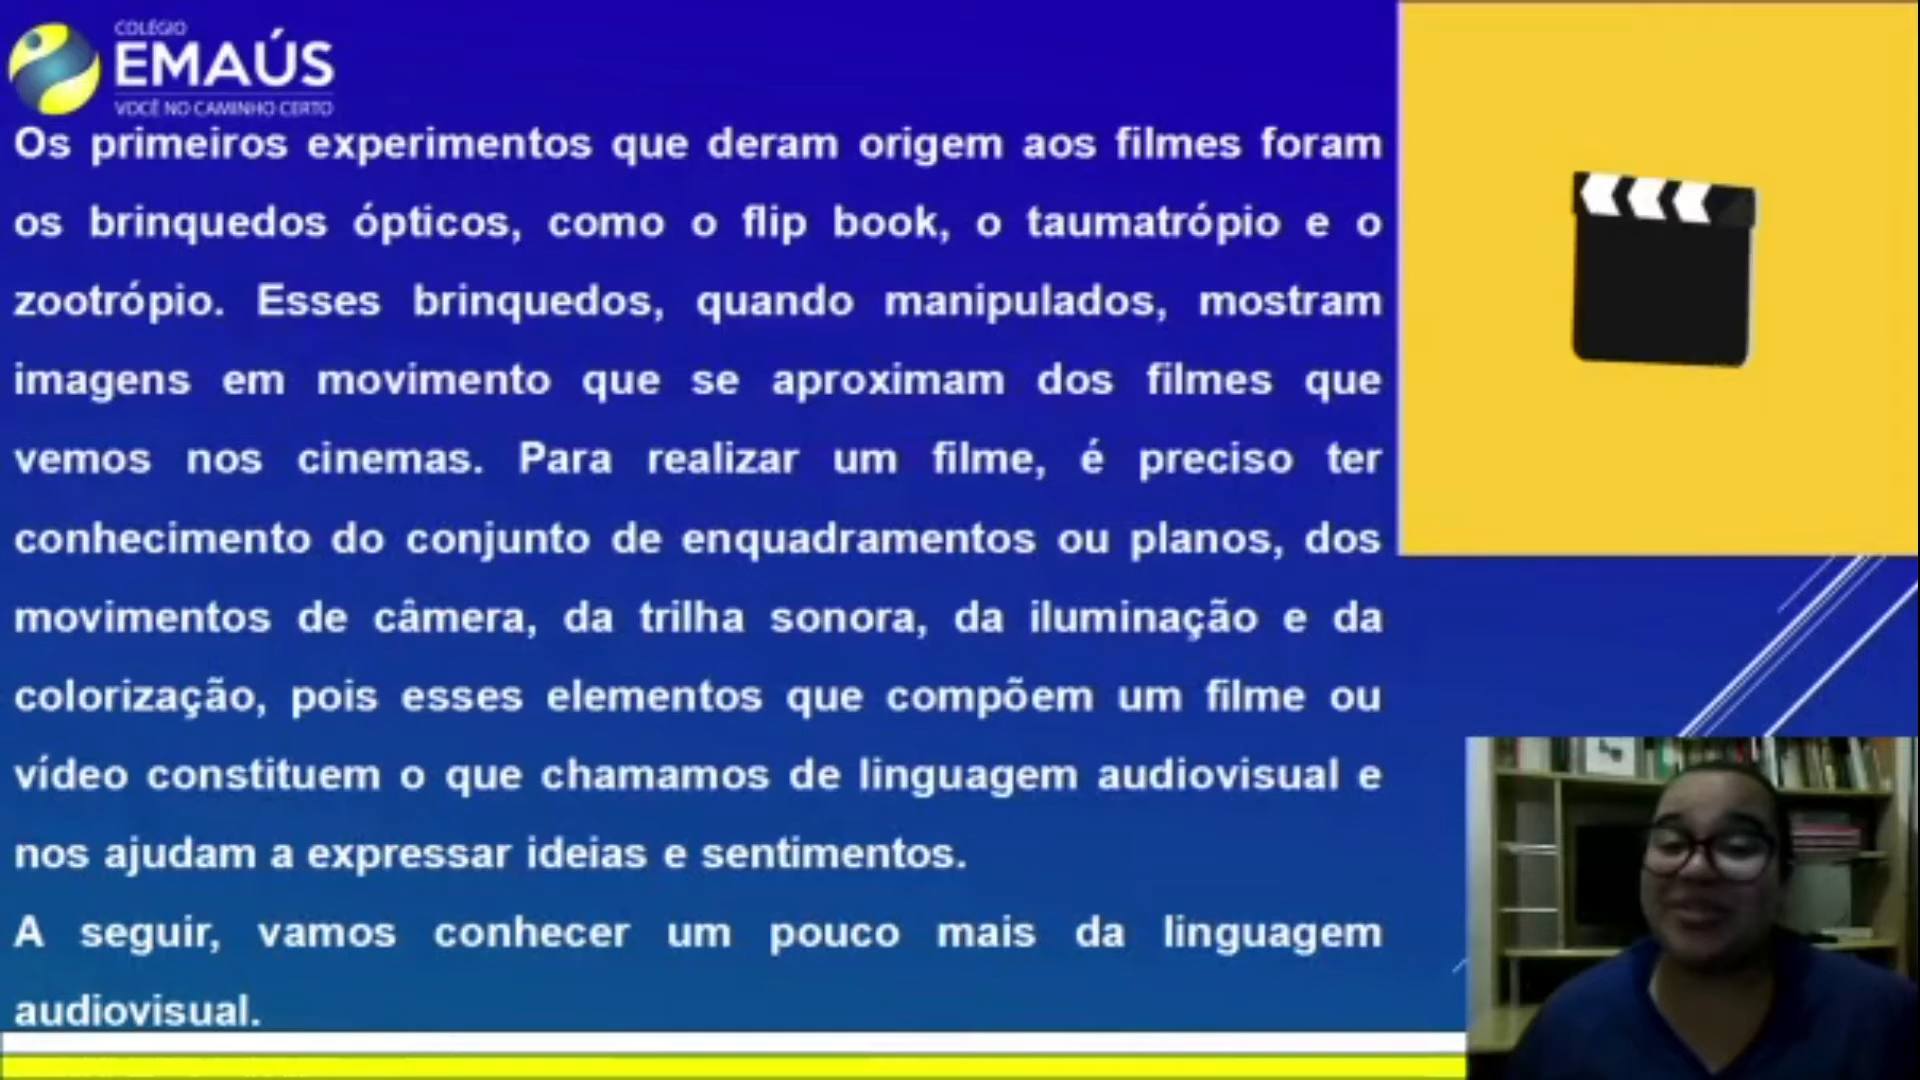 COLÉGIO
EMAÚS
VOCÊ NO CAMINHO CERTO
Os primeiros experimentos que deram origem aos filmes foram
os brinquedos ópticos, como o flip book, o taumatrópio e o
zootrópio. Esses brinquedos, quando manipulados, mostram
imagens em movimento que se aproximam dos filmes que
vemos nos cinemas. Para realizar um filme, é preciso ter
conhecimento do conjunto de enquadramentos ou planos, dos
movimentos de câmera, da trilha sonora, da iluminação e da
colorização, pois esses elementos que compõem um filme ou
vídeo constituem o que chamamos de linguagem audiovisual e
nos ajudam a expressar ideias e sentimentos.
A seguir, vamos conhecer um pouco mais da linguagem
audiovisual.